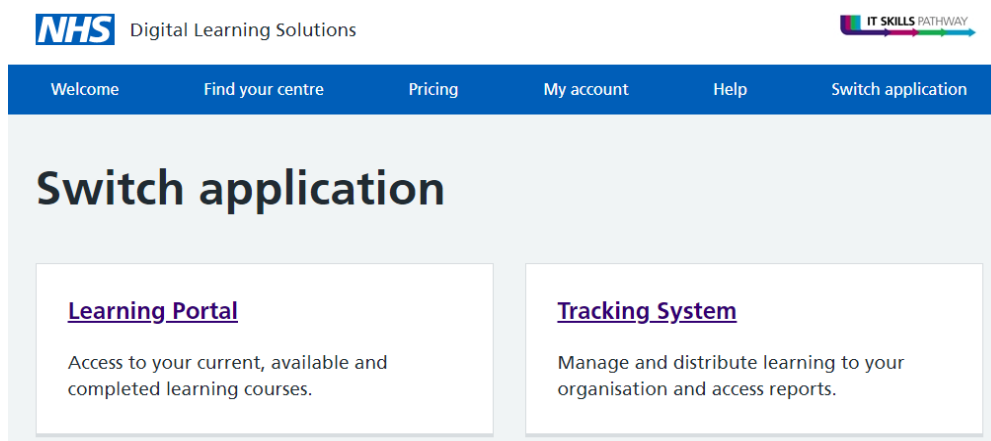 NHS Digital Learning Solutions
IT SKILLS PATHWAY
Welcome Find your centre Pricing My account Help Switch application
Switch application
Learning Portal
Access to your current, available and
completed learning courses.
Tracking System
Manage and distribute learning to your
organisation and access reports.